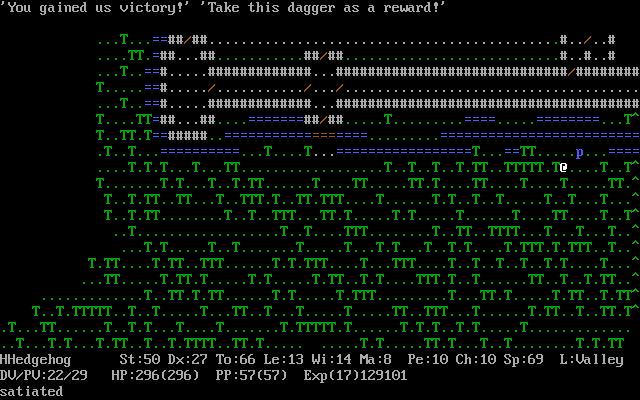 'You gained us victory!' 'Take this dagger as a reward!'
HHedgehog St:50 Dx:27 To:66 Le:13 Wi:14 Ma:8 Pe:10 Ch:10 Sp:69 L:Valley
DV/PV:22/29 HP:296(296) PP:57(57) Exp(17)129101
satiated